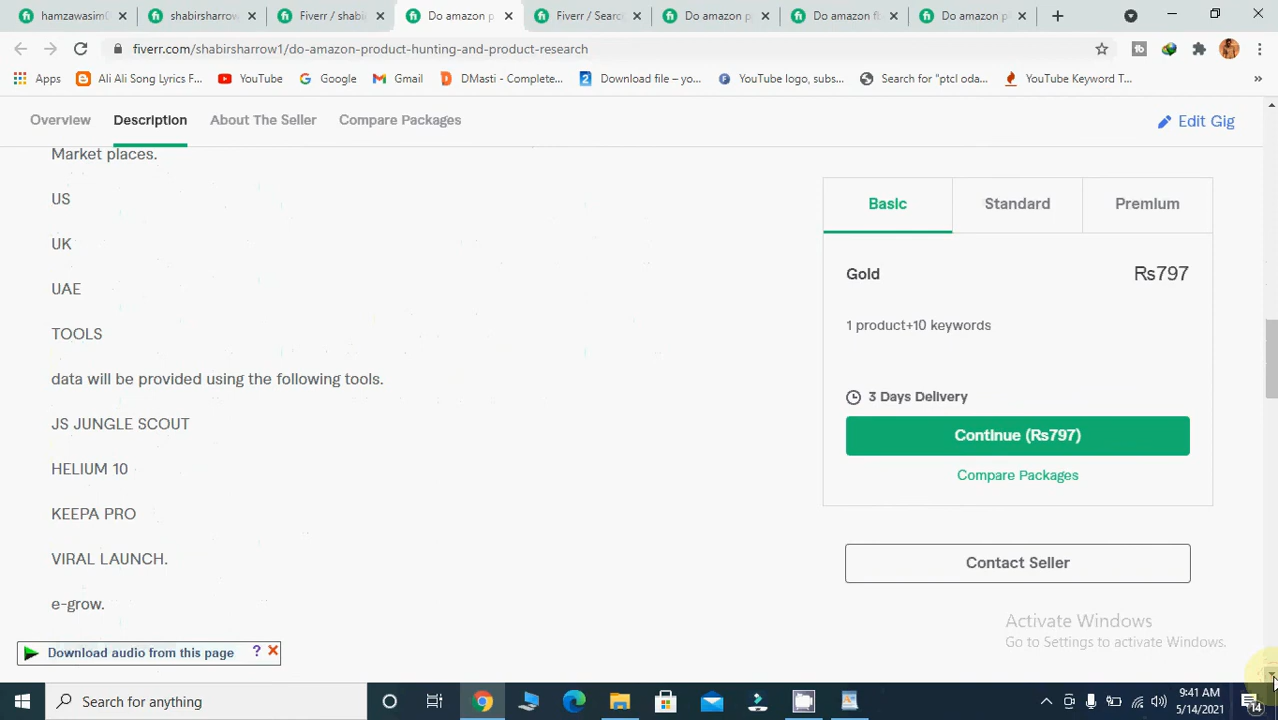 hamzawasim0
shabirsharrow
Fiverr / shabi
Do amazon p
Fiverr / Searc
Do amazon p
Do amazon fi
Do amazon p
fiverr.com/shabirsharrow1/do-amazon-product-hunting-and-product-research
Apps
Ali Ali Song Lyrics F...
YouTube
Google
Gmail
DMasti - Complete...
Download file – yo...
YouTube logo, subs...
Search for "ptcl oda...
YouTube Keyword T...
»
Overview
Description
About The Seller
Compare Packages
Edit Gig
Market places.
US
UK
UAE
TOOLS
data will be provided using the following tools.
JS JUNGLE SCOUT
HELIUM 10
KEEPA PRO
VIRAL LAUNCH.
e-grow.
Basic
Standard
Premium
Gold
Rs797
1 product+10 keywords
3 Days Delivery
Continue (Rs797)
Compare Packages
Contact Seller
Activate Windows
Go to Settings to activate Windows.
Download audio from this page
?
Search for anything
9:41 AM
5/14/2021
14